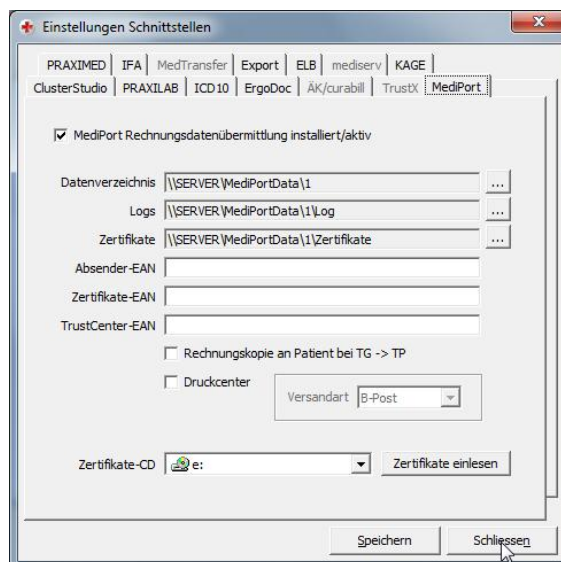 Einstellungen Schnittstellen
x
PRAXIMED IFA MedTransfer Export ELB mediserv KAGE
ClusterStudio PRAXILAB ICD10 ErgoDoc ÄK/curabill TrustX MediPort
MediPort Rechnungsdatenübermittlung installiert/aktiv
Datenverzeichnis \\SERVER\MediPortData\1 ...
Logs \\SERVER\MediPortData\1\Log ...
Zertifikate \\SERVER\MediPortData\1\Zertifikate ...
Absender-EAN
Zertifikate-EAN
TrustCenter-EAN
Rechnungskopie an Patient bei TG -> TP
Druckcenter
Versandart B-Post
Zertifikate-CD e: Zertifikate einlesen
Speichern Schliessen